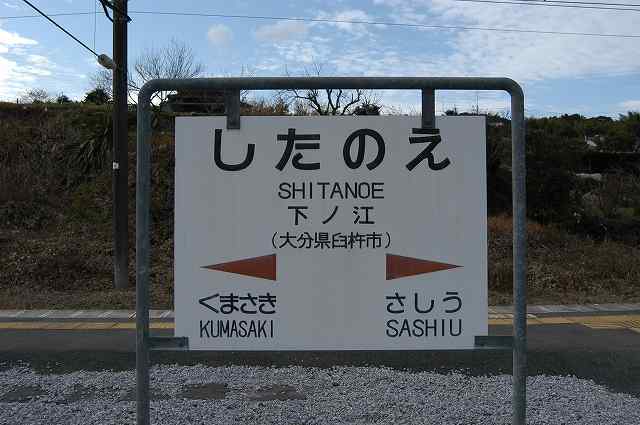 したのえ
SHITANOE
下ノ江
（大分県臼杵市）
くまさき さしう
KUMASAKI SASHIU